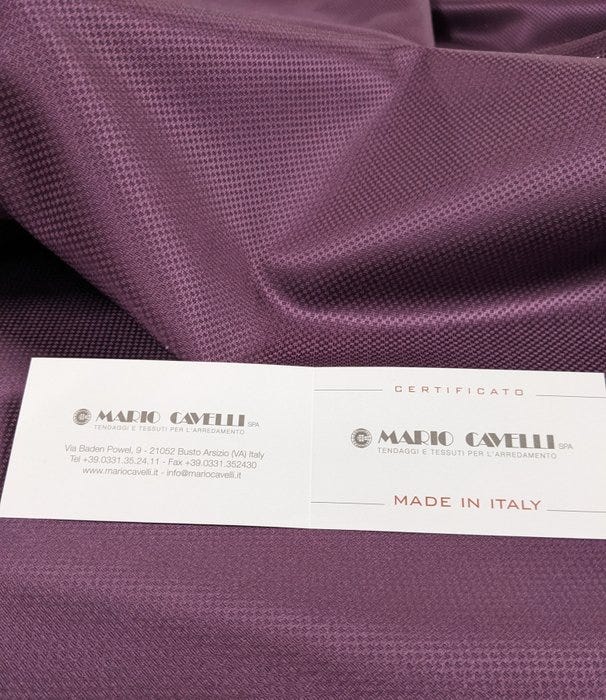 MARIO CAVELLI SPA
TENDAGGI E TESSUTI PER L'ARREDAMENTO
Via Baden Powel, 9 - 21052 Busto Arsizio (VA) Italy
Tel +39.0331.35.24.11 - Fax +39.0331.352430
www.mariocavelli.it - info@mariocavelli.it
CERTIFICATO
MARIO CAVELLI SPA
TENDAGGI E TESSUTI PER L'ARREDAMENTO
MADE IN ITALY